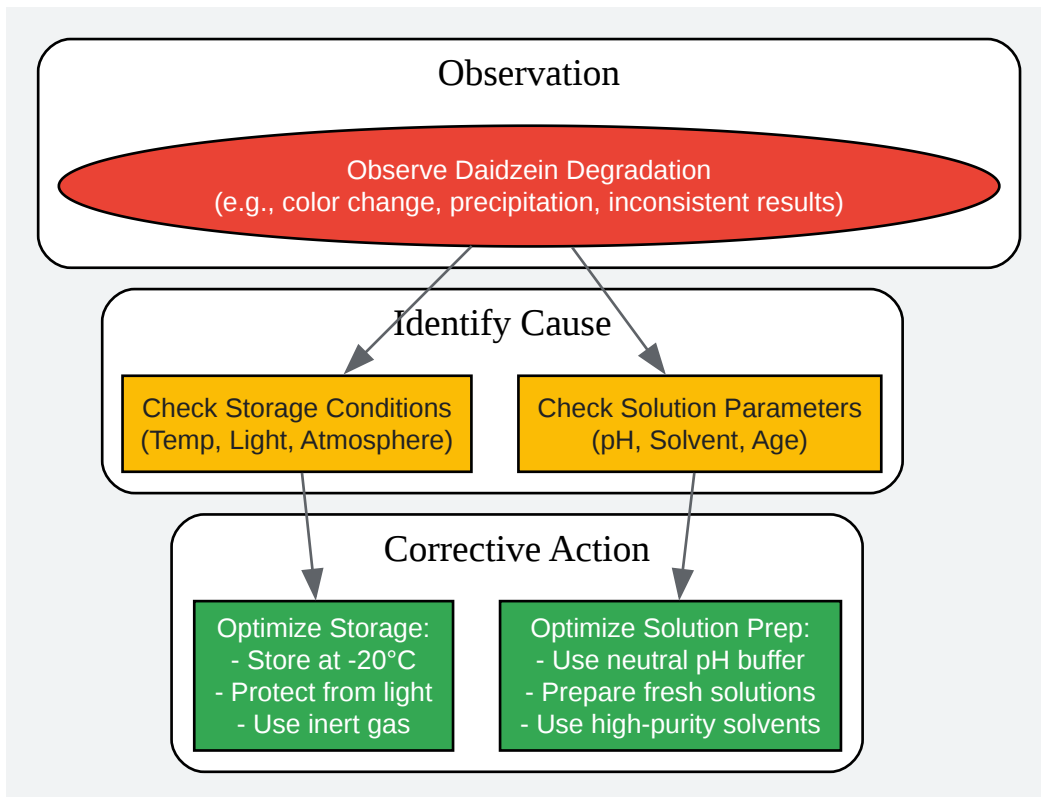 Observation
Observe Daidzein Degradation
(e.g., color change, precipitation, inconsistent results)
Identify Cause
Check Storage Conditions
(Temp, Light, Atmosphere)
Check Solution Parameters
(pH, Solvent, Age)
Corrective Action
Optimize Storage:
- Store at -20°C
- Protect from light
- Use inert gas
Optimize Solution Prep:
- Use neutral pH buffer
- Prepare fresh solutions
- Use high-purity solvents